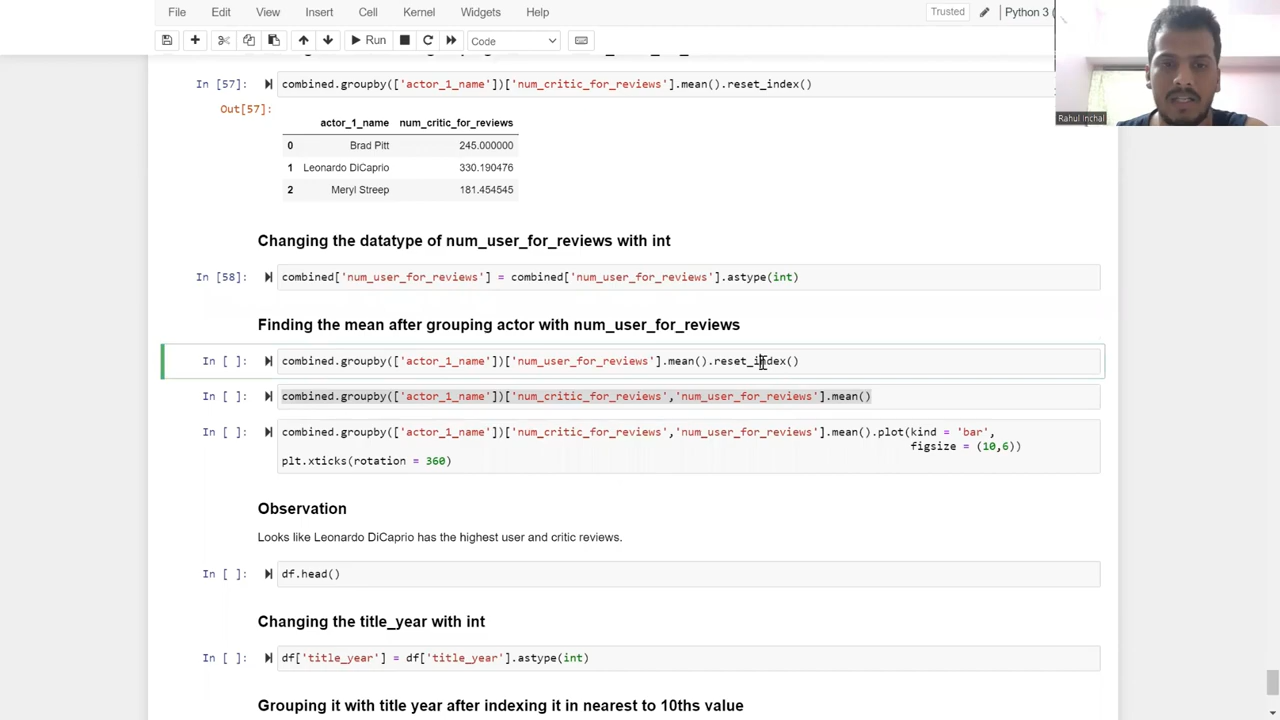 File Edit View Insert Cell Kernel Widgets Help Trusted Python 3 (
Run Code
In [57]: combined.groupby(['actor_1_name'])['num_critic_for_reviews'].mean().reset_index()
Out[57]:
actor_1_name num_critic_for_reviews
0 Brad Pitt 245.000000
1 Leonardo DiCaprio 330.190476
2 Meryl Streep 181.454545
Rahul Inchal
Changing the datatype of num_user_for_reviews with int
In [58]: combined['num_user_for_reviews'] = combined['num_user_for_reviews'].astype(int)
Finding the mean after grouping actor with num_user_for_reviews
In [ ]: combined.groupby(['actor_1_name'])['num_user_for_reviews'].mean().reset_index()
In [ ]: combined.groupby(['actor_1_name'])['num_critic_for_reviews','num_user_for_reviews'].mean()
In [ ]: combined.groupby(['actor_1_name'])['num_critic_for_reviews','num_user_for_reviews'].mean().plot(kind = 'bar',
figsize = (10,6))
plt.xticks(rotation = 360)
Observation
Looks like Leonardo DiCaprio has the highest user and critic reviews.
In [ ]: df.head()
Changing the title_year with int
In [ ]: df['title_year'] = df['title_year'].astype(int)
Grouping it with title year after indexing it in nearest to 10ths value